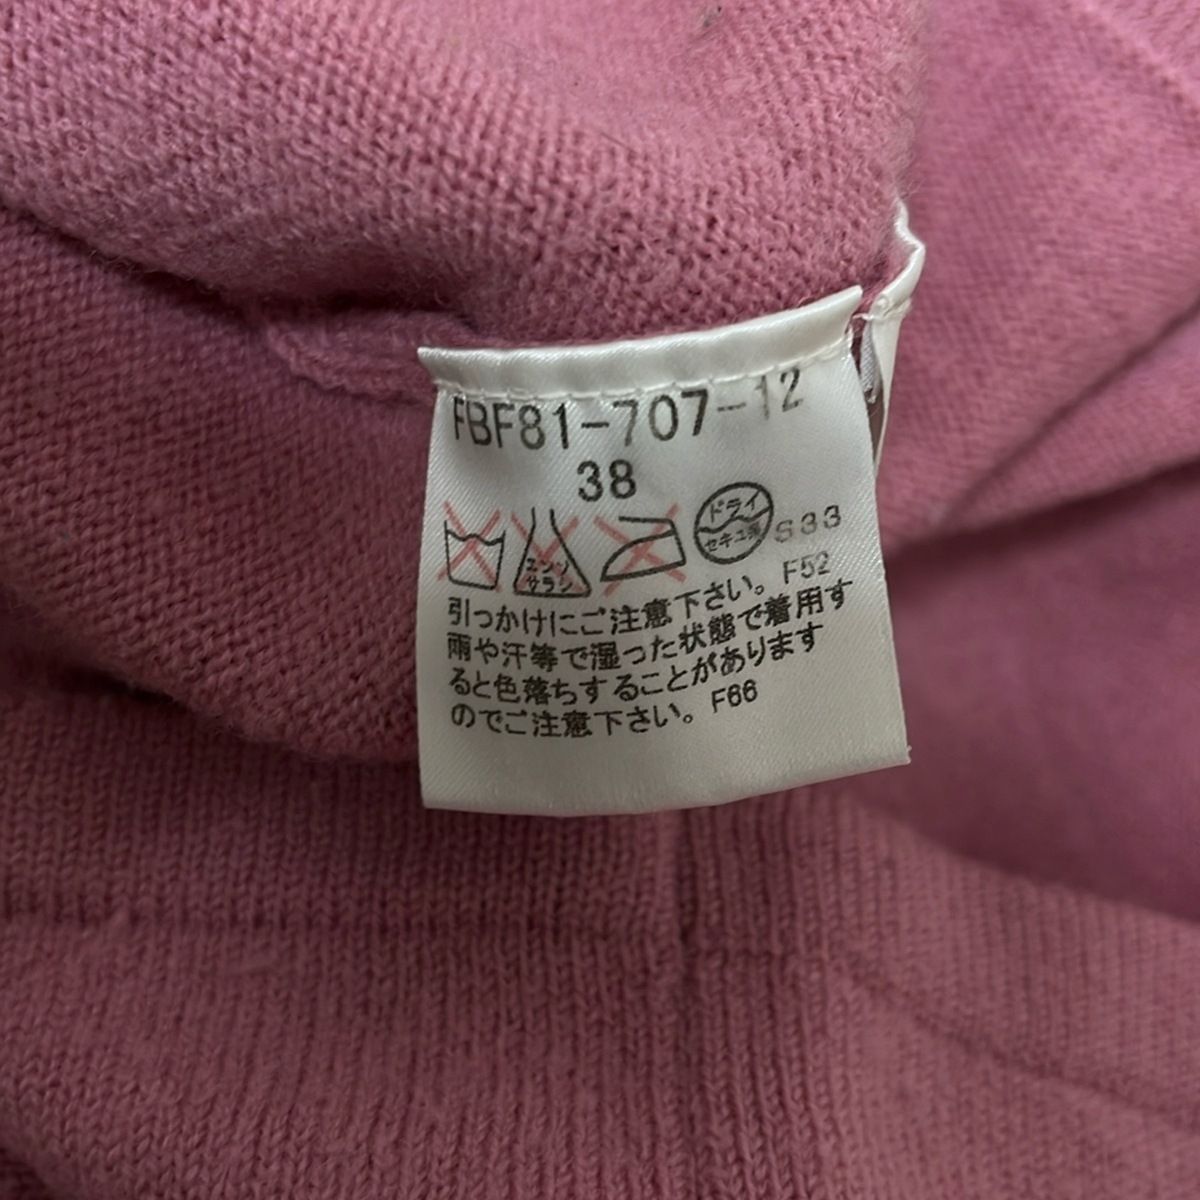 FBF81-707-12
38
エンソ
サラシ
ドライ
セキユ系
S33
引っかけにご注意下さい。F52
雨や汗等で湿った状態で着用す
ると色落ちすることがあります
のでご注意下さい。F66